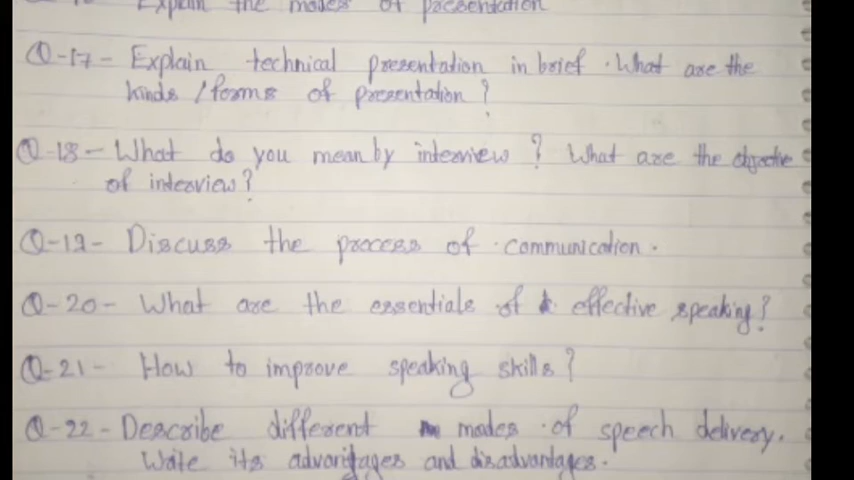 Explain the modes of presentation
Q-17- Explain technical presentation in brief. What are the
kinds / forms of presentation?
Q-18- What do you mean by interview? What are the objective
of interview?
Q-19- Discuss the process of communication.
Q-20- What are the essentials of effective speaking?
Q-21- How to improve speaking skills?
Q-22- Describe different modes of speech delivery.
Write its advantages and disadvantages.